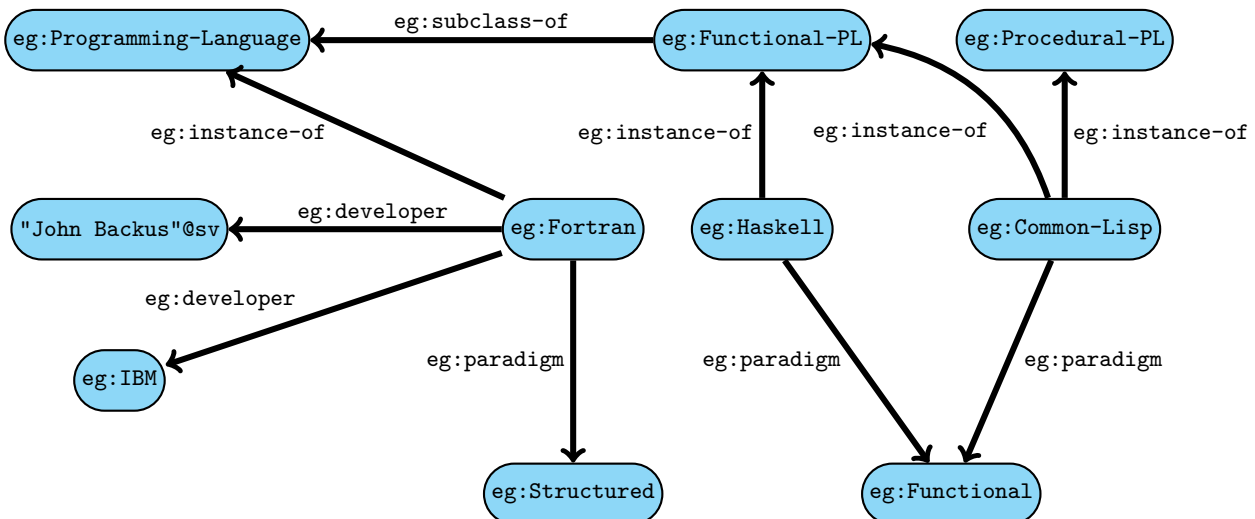 eg:subclass-of
eg:Programming-Language
eg:Functional-PL
eg:Procedural-PL
eg:instance-of
eg:instance-of
eg:instance-of
eg:instance-of
eg:developer
"John Backus"@sv
eg:Fortran
eg:Haskell
eg:Common-Lisp
eg:developer
eg:paradigm
eg:paradigm
eg:paradigm
eg:IBM
eg:Structured
eg:Functional